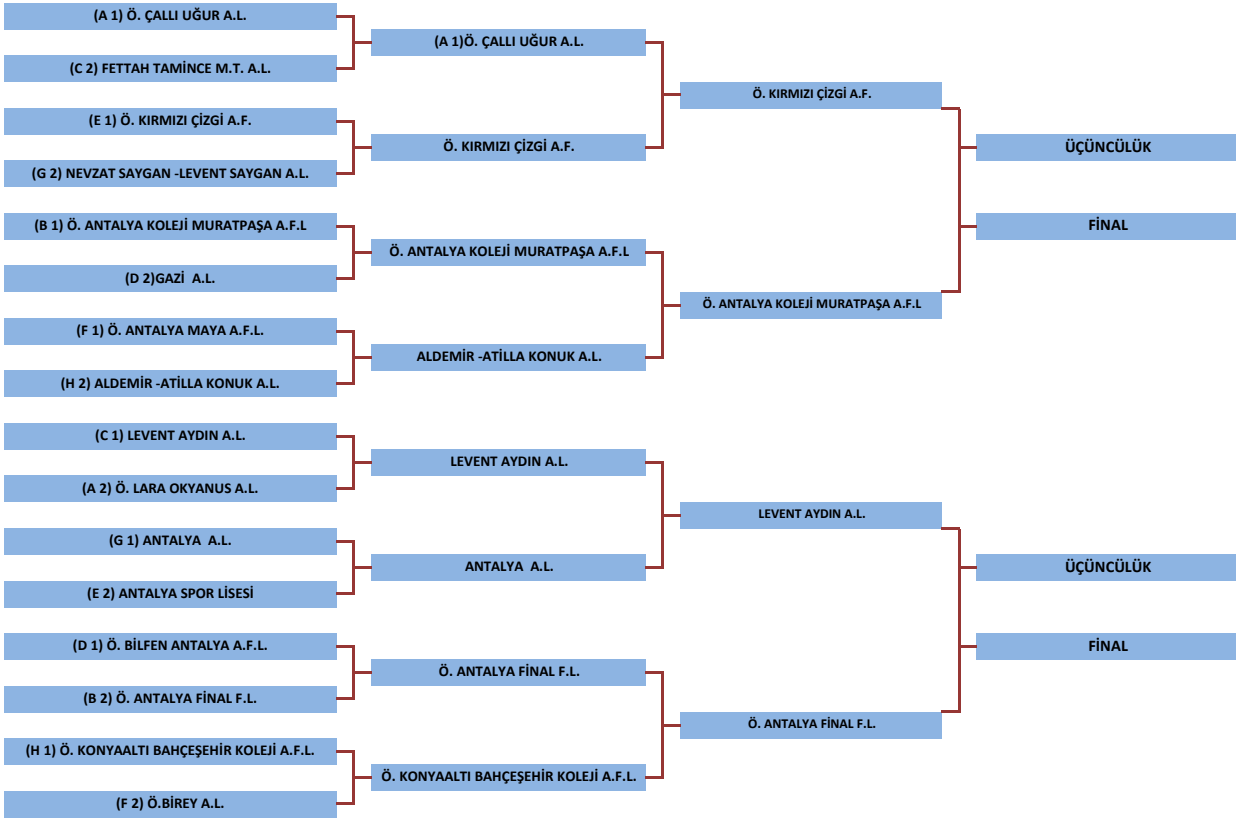 (A 1) Ö. ÇALLI UĞUR A.L.
(C 2) FETTAH TAMİNCE M.T. A.L.
(E 1) Ö. KIRMIZI ÇİZGİ A.F.
(G 2) NEVZAT SAYGAN -LEVENT SAYGAN A.L.
(B 1) Ö. ANTALYA KOLEJİ MURATPAŞA A.F.L
(D 2)GAZİ  A.L.
(F 1) Ö. ANTALYA MAYA A.F.L.
(H 2) ALDEMİR -ATİLLA KONUK A.L.
(C 1) LEVENT AYDIN A.L.
(A 2) Ö. LARA OKYANUS A.L.
(G 1) ANTALYA  A.L.
(E 2) ANTALYA SPOR LİSESİ
(D 1) Ö. BİLFEN ANTALYA A.F.L.
(B 2) Ö. ANTALYA FİNAL F.L.
(H 1) Ö. KONYAALTI BAHÇEŞEHİR KOLEJİ A.F.L.
(F 2) Ö.BİREY A.L.
(A 1)Ö. ÇALLI UĞUR A.L.
Ö. KIRMIZI ÇİZGİ A.F.
Ö. ANTALYA KOLEJİ MURATPAŞA A.F.L
ALDEMİR -ATİLLA KONUK A.L.
LEVENT AYDIN A.L.
ANTALYA  A.L.
Ö. ANTALYA FİNAL F.L.
Ö. KONYAALTI BAHÇEŞEHİR KOLEJİ A.F.L.
Ö. KIRMIZI ÇİZGİ A.F.
Ö. ANTALYA KOLEJİ MURATPAŞA A.F.L
LEVENT AYDIN A.L.
Ö. ANTALYA FİNAL F.L.
ÜÇÜNCÜLÜK
FİNAL
ÜÇÜNCÜLÜK
FİNAL